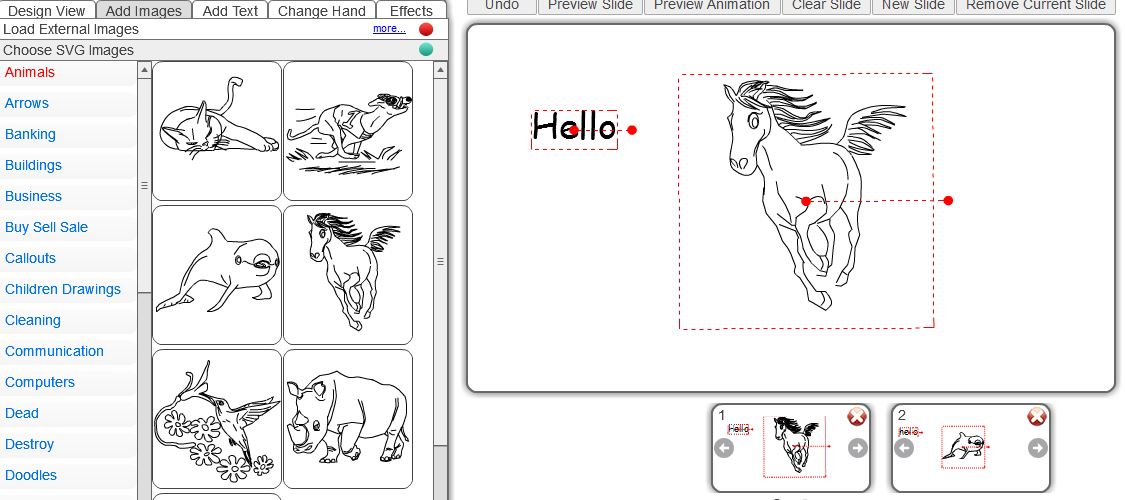 Design View Add Images Add Text Change Hand Effects
Load External Images more...
Choose SVG Images
Animals
Arrows
Banking
Buildings
Business
Buy Sell Sale
Callouts
Children Drawings
Cleaning
Communication
Computers
Dead
Destroy
Doodles
Undo Preview Slide Preview Animation Clear Slide New Slide Remove Current Slide
Hello
1
Hello
2
Hello